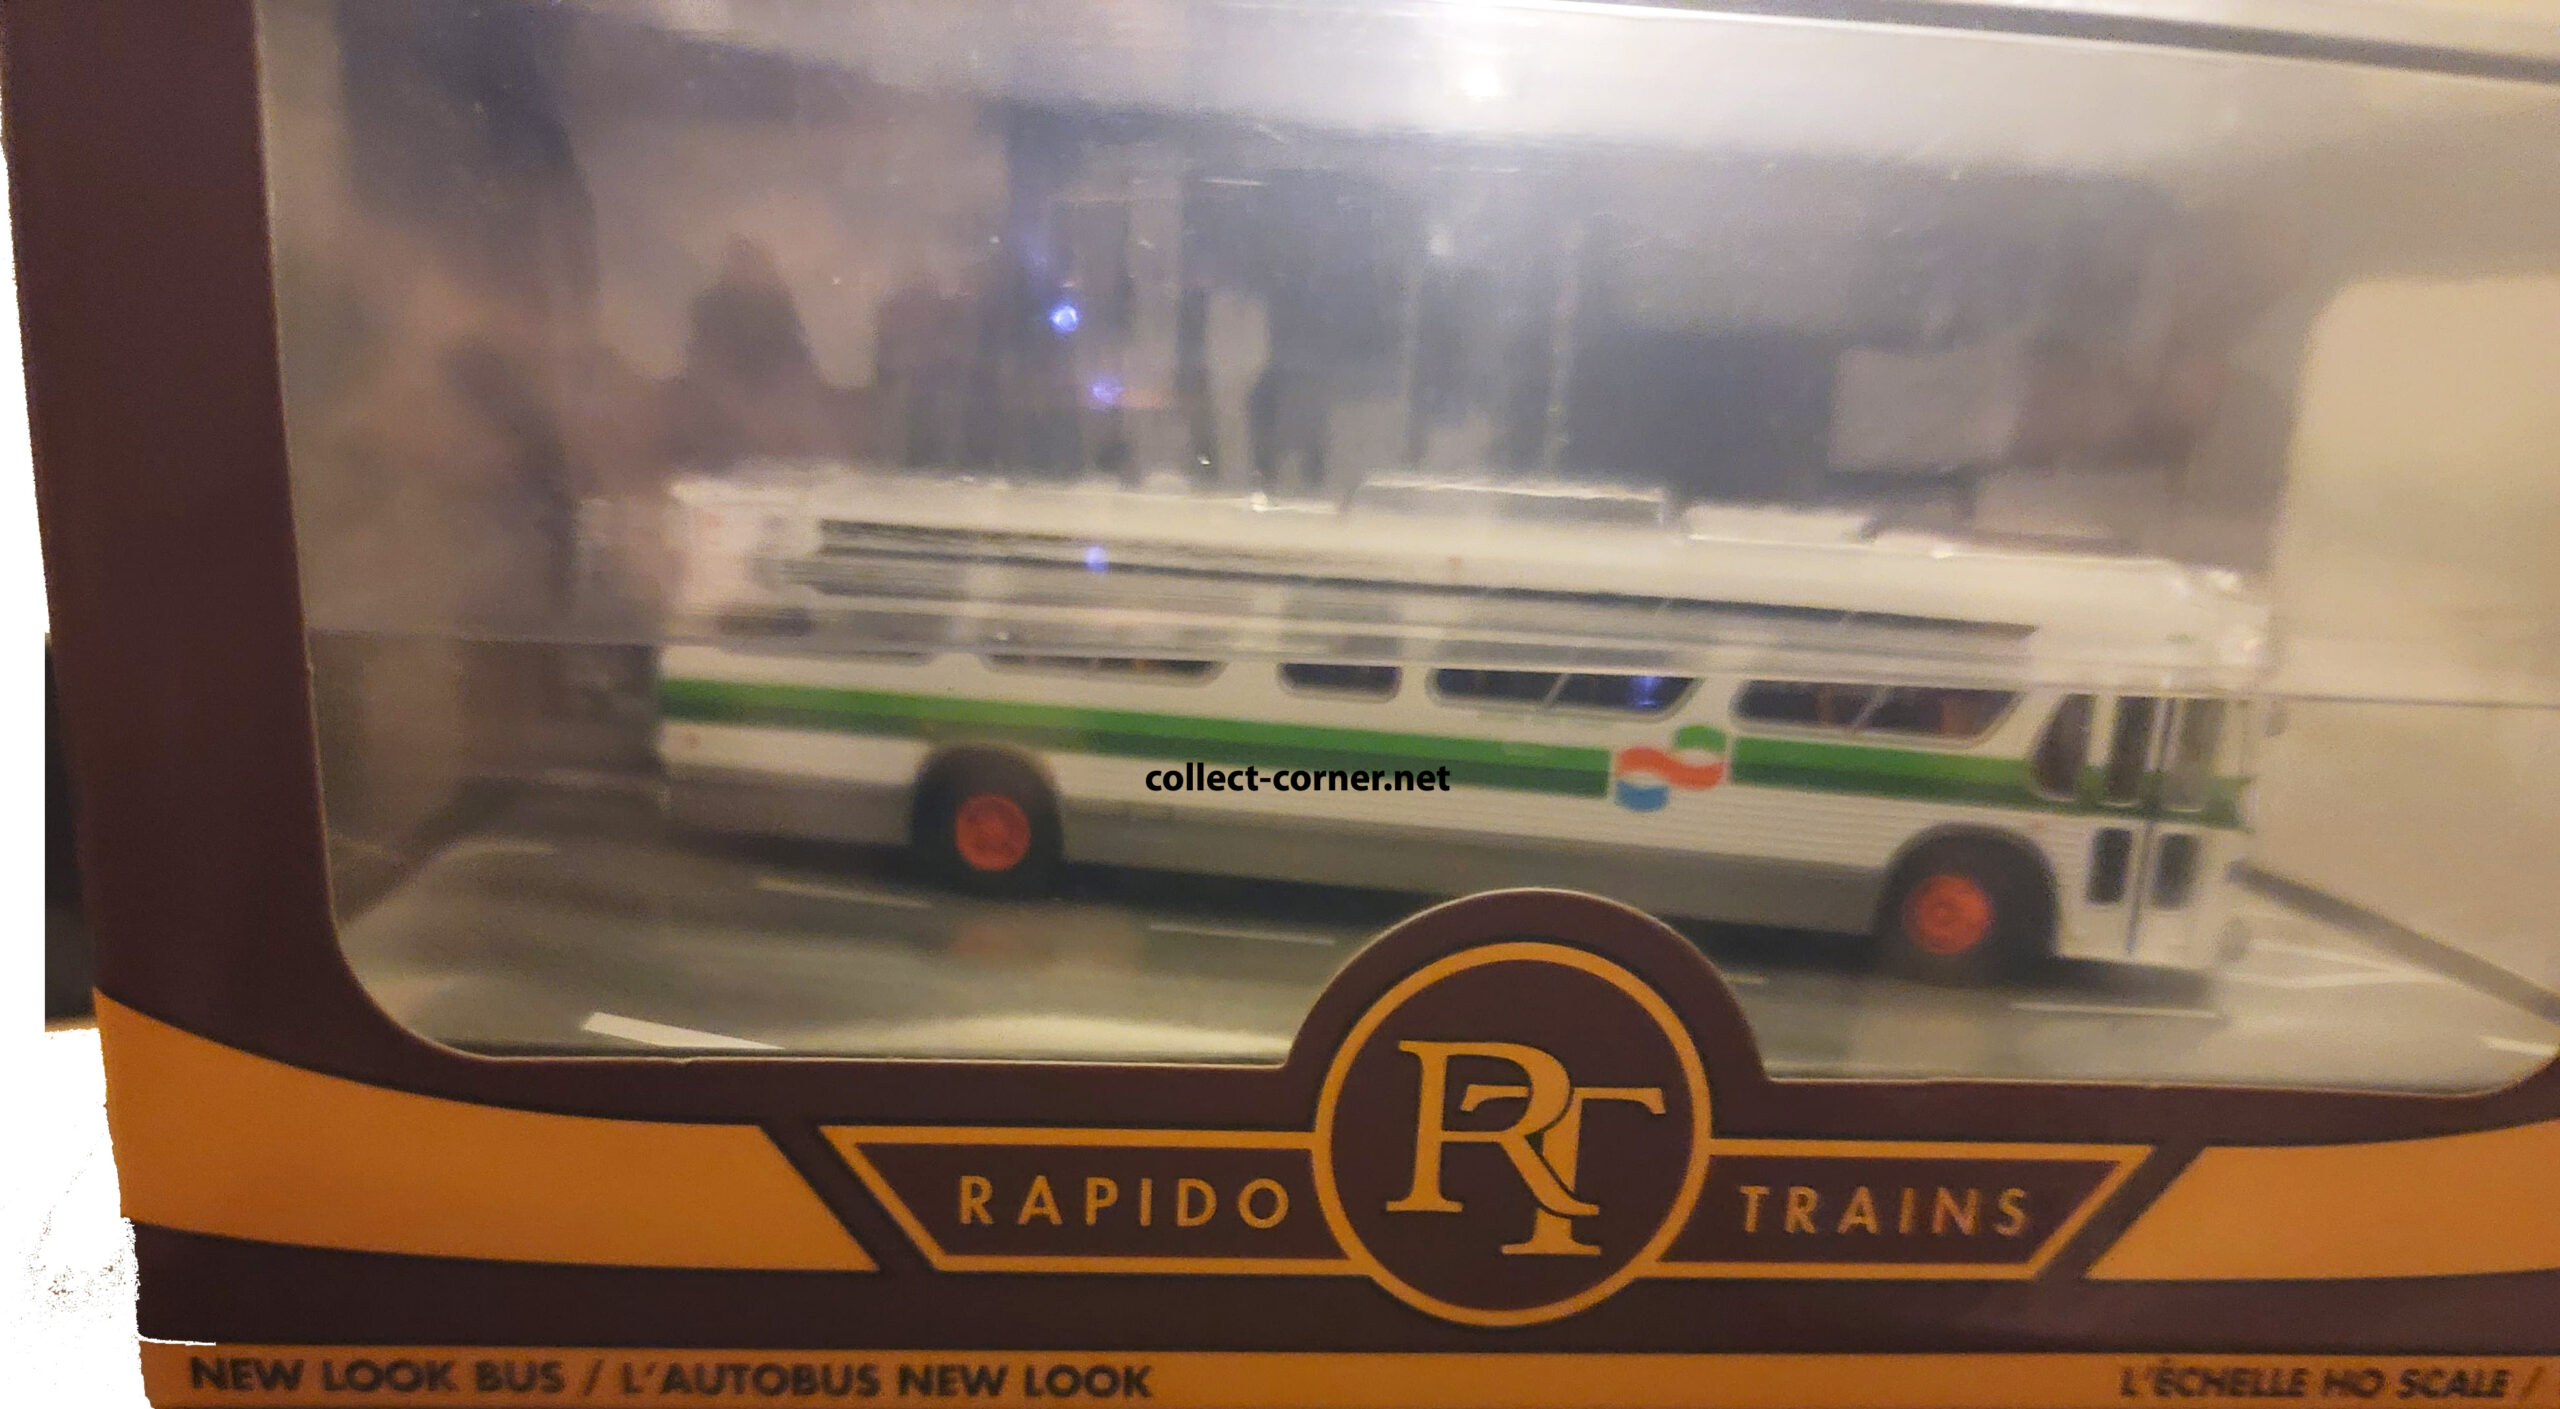 collect-corner.net
RT
RAPIDO TRAINS
NEW LOOK BUS / L'AUTOBUS NEW LOOK
L'ÉCHELLE HO SCALE /